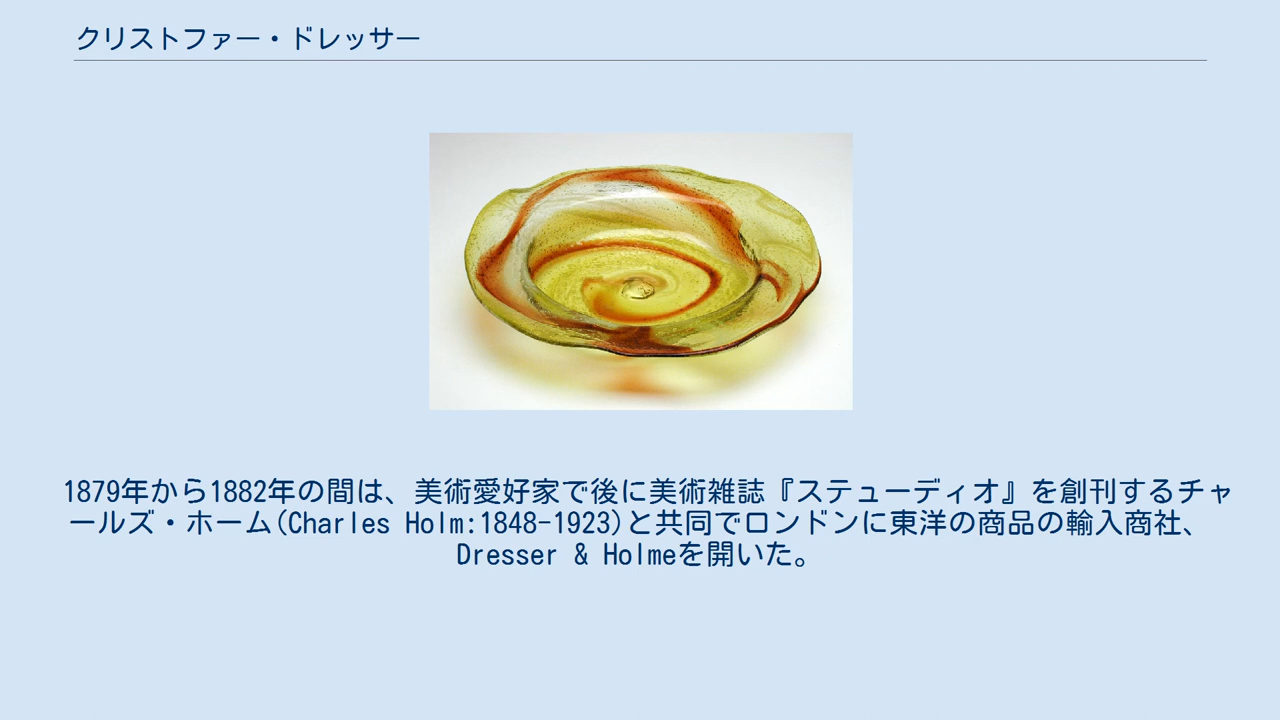 クリストファー・ドレッサー
1879年から1882年の間は、美術愛好家で後に美術雑誌『ステューディオ』を創刊するチャ
ールズ・ホーム(Charles Holm:1848-1923)と共同でロンドンに東洋の商品の輸入商社、
Dresser & Holmeを開いた。